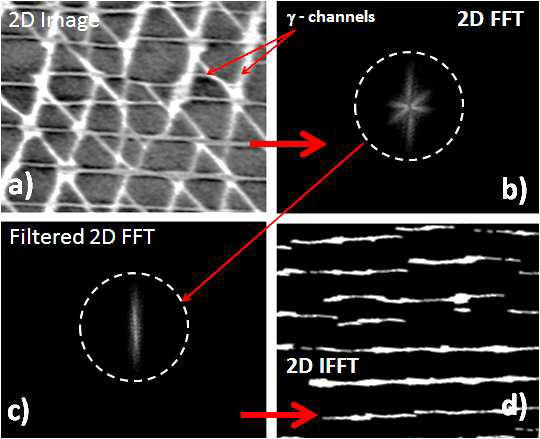 2D Image
γ - channels
a)
2D FFT
b)
Filtered 2D FFT
c)
2D IFFT
d)